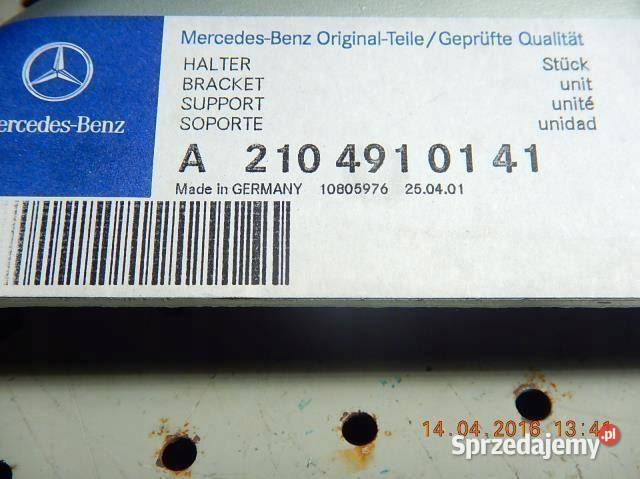 Mercedes-Benz Original-Teile/Geprüfte Qualität
HALTER Stück
BRACKET unit
SUPPORT unité
SOPORTE unidad
ercedes-Benz
A 210 491 01 41
Made in GERMANY 10805976 25.04.01
14.04.2016 13:41
Sprzedajemy.pl